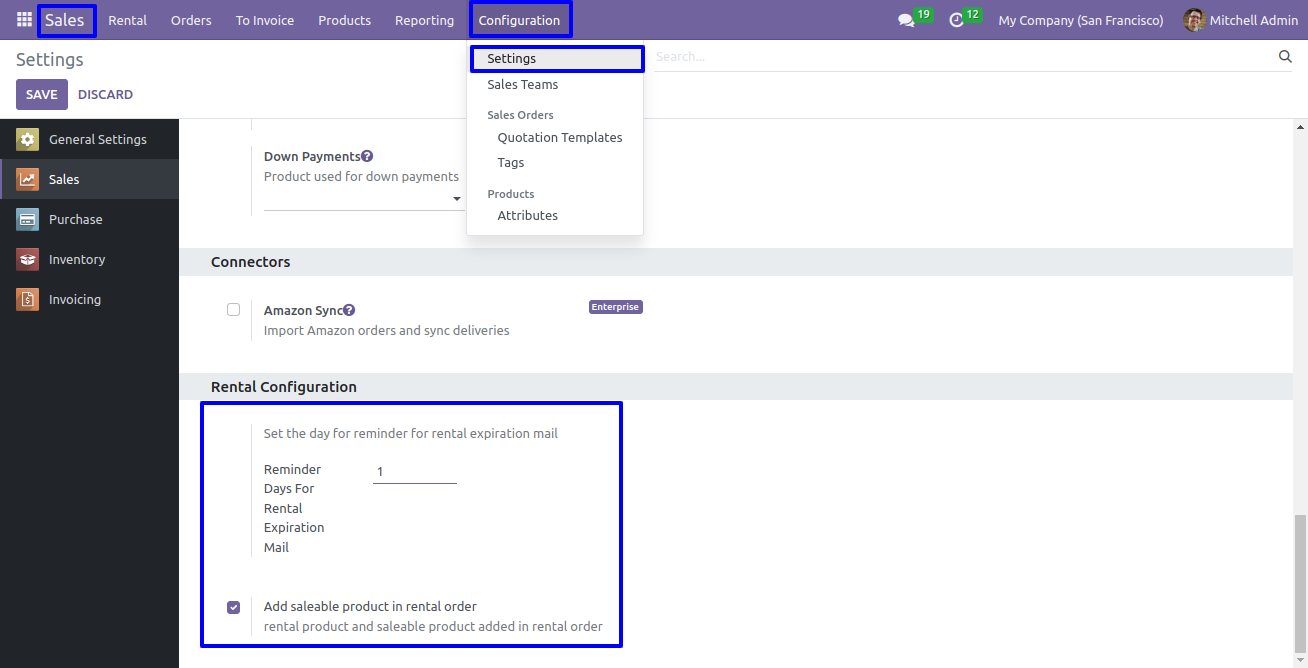 Sales Rental Orders To Invoice Products Reporting Configuration 19 12 My Company (San Francisco) Mitchell Admin
Settings
Search...
SAVE DISCARD
Settings
Sales Teams
Sales Orders
Quotation Templates
Tags
Products
Attributes
General Settings
Sales
Purchase
Inventory
Invoicing
Down Payments?
Product used for down payments
Connectors
Amazon Sync?
Enterprise
Import Amazon orders and sync deliveries
Rental Configuration
Set the day for reminder for rental expiration mail
Reminder
Days For
Rental
Expiration
Mail
1
Add saleable product in rental order
rental product and saleable product added in rental order